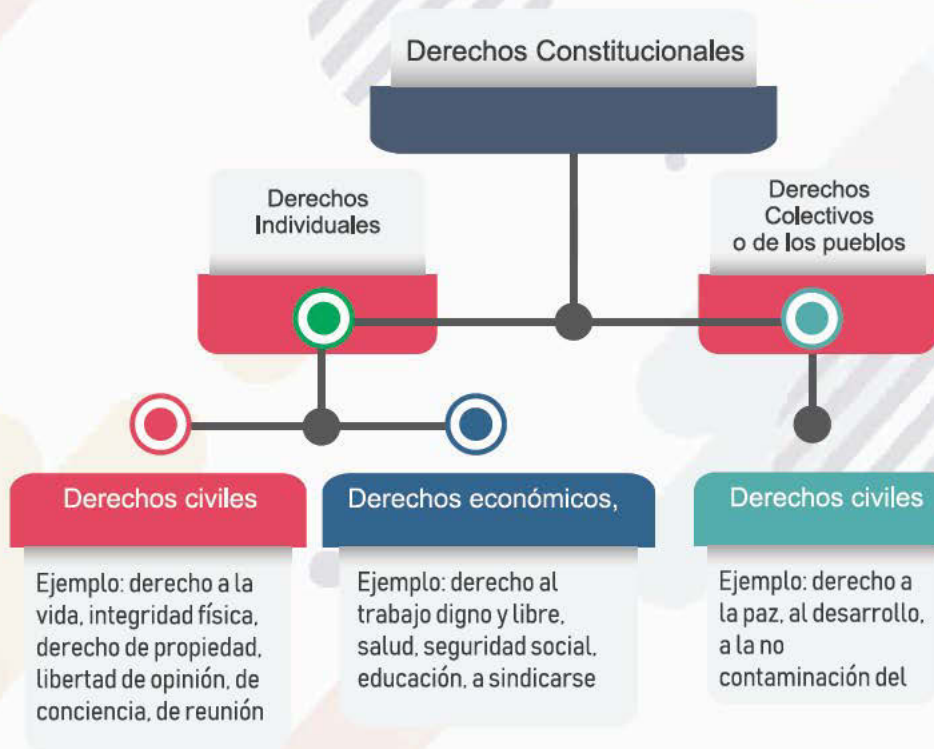 Derechos Constitucionales
Derechos
Individuales
Derechos
Colectivos
o de los pueblos
Derechos civiles
Ejemplo: derecho a la
vida, integridad física,
derecho de propiedad,
libertad de opinión, de
conciencia, de reunión
Derechos económicos,
Ejemplo: derecho al
trabajo digno y libre,
salud, seguridad social,
educación, a sindicarse
Derechos civiles
Ejemplo: derecho a
la paz, al desarrollo,
a la no
contaminación del